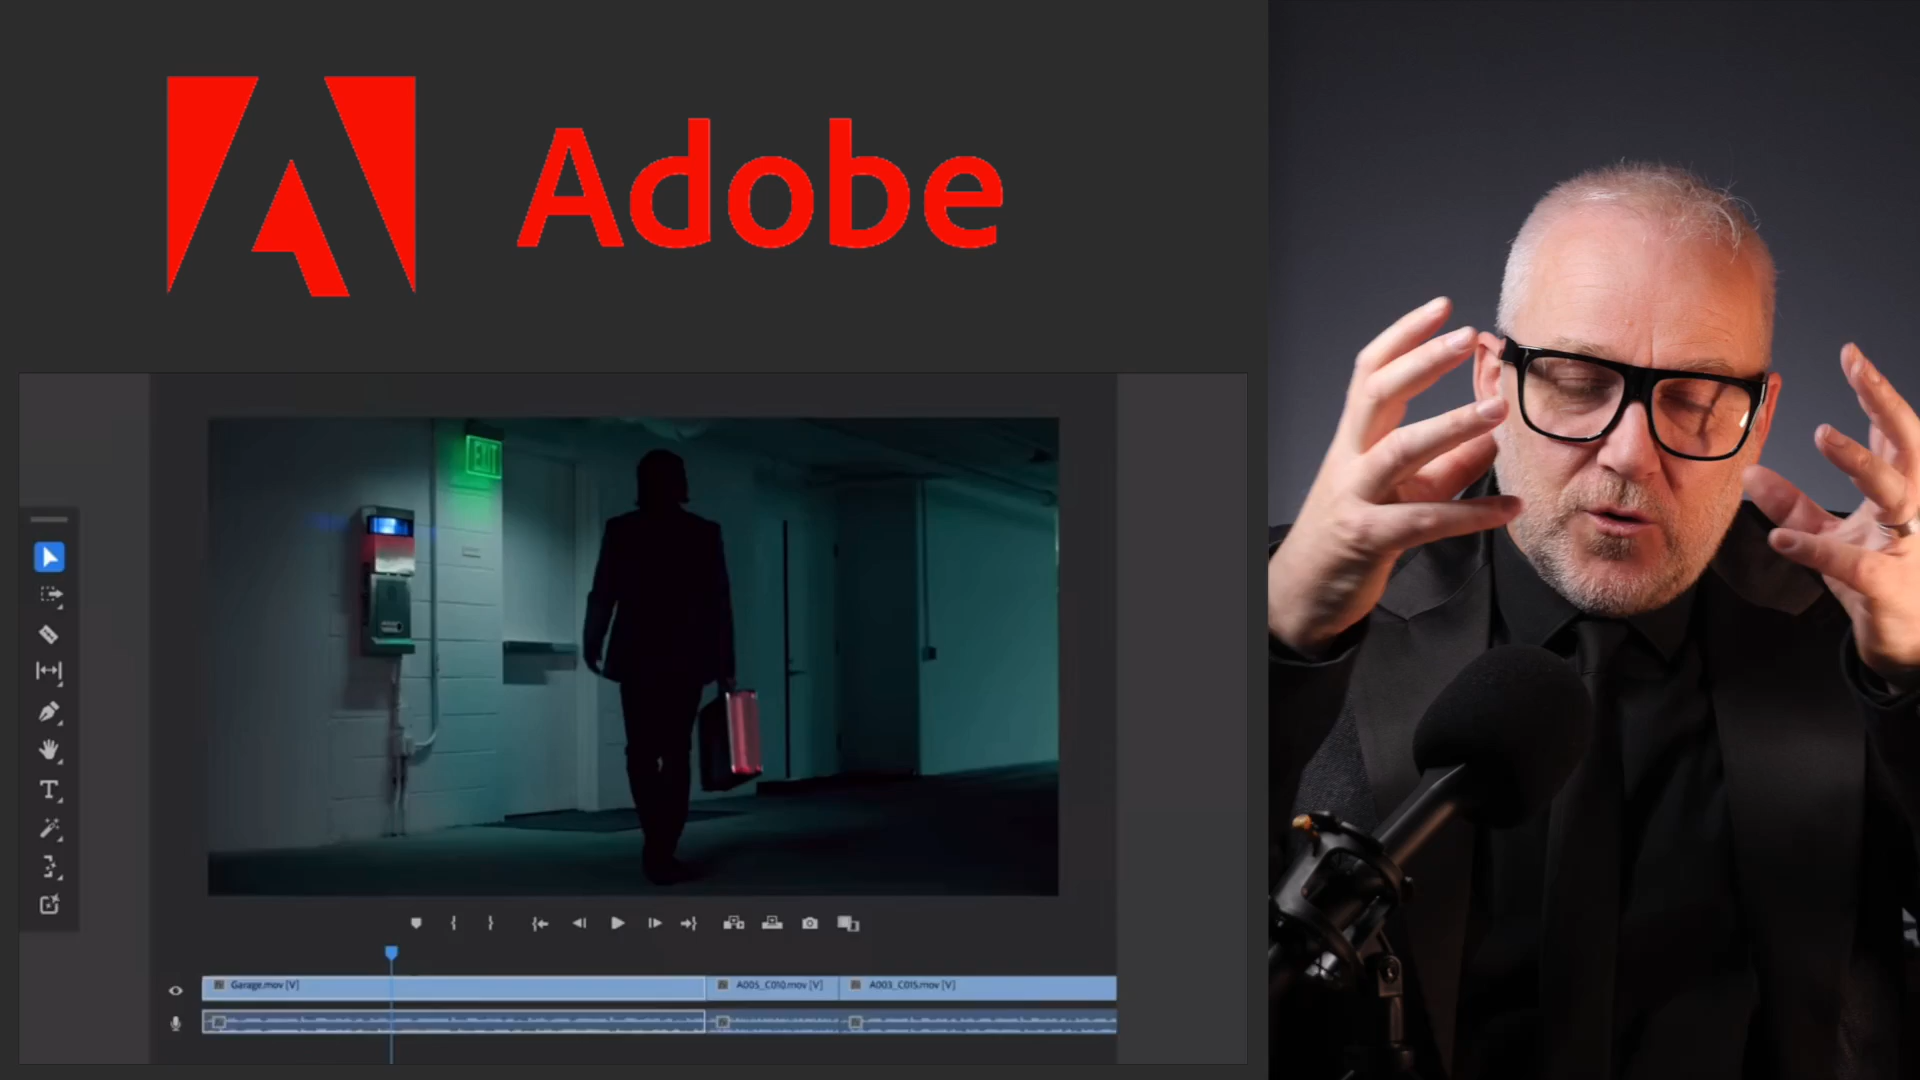 Adobe
EXIT
T
Garage.mov [V]
A005_C010.mov [V]
A003_C015.mov [V]